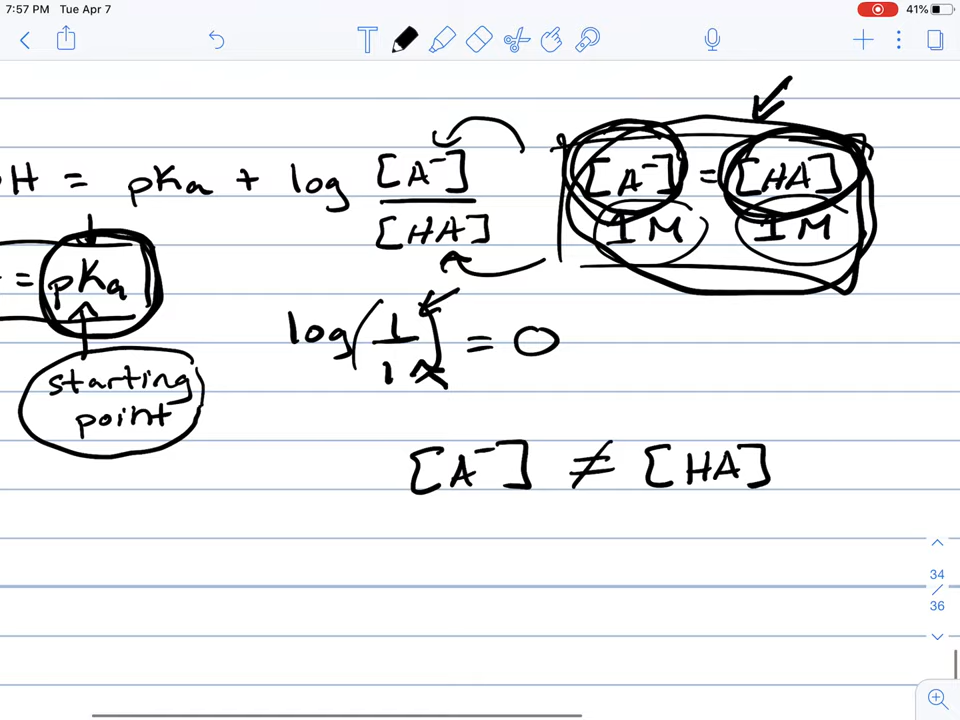 7:57 PM Tue Apr 7
41%
H = pKa + log [A⁻] / [HA]
[A⁻] = [HA]
1M 1M
= pKa
log(1/1) = 0
starting
point
[A⁻] ≠ [HA]
34
/
36